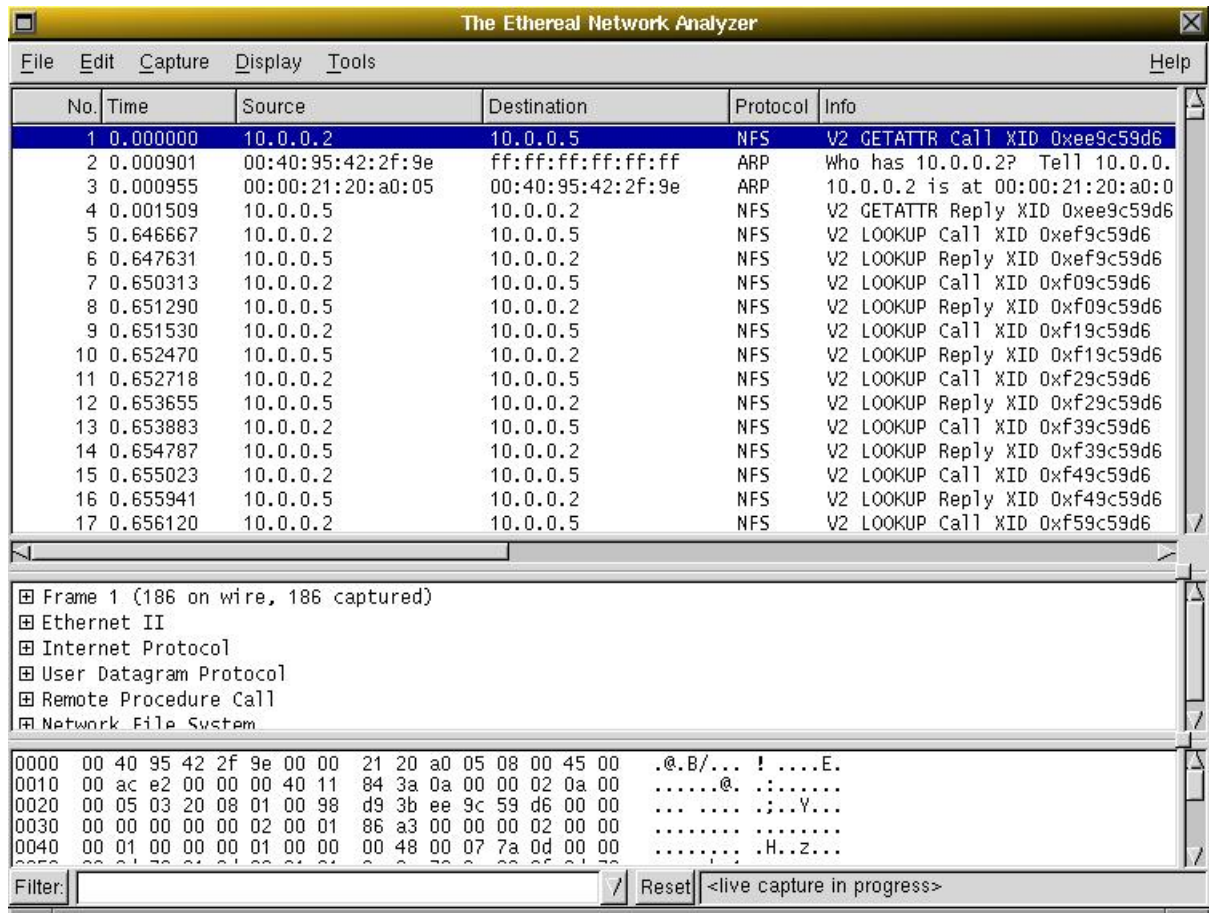 The Ethereal Network Analyzer
File Edit Capture Display Tools Help
No. Time Source Destination Protocol Info
1 0.000000 10.0.0.2 10.0.0.5 NFS V2 GETATTR Call XID 0xee9c59d6
2 0.000901 00:40:95:42:2f:9e ff:ff:ff:ff:ff:ff ARP Who has 10.0.0.2? Tell 10.0.0.
3 0.000955 00:00:21:20:a0:05 00:40:95:42:2f:9e ARP 10.0.0.2 is at 00:00:21:20:a0:0
4 0.001509 10.0.0.5 10.0.0.2 NFS V2 GETATTR Reply XID 0xee9c59d6
5 0.646667 10.0.0.2 10.0.0.5 NFS V2 LOOKUP Call XID 0xef9c59d6
6 0.647631 10.0.0.5 10.0.0.2 NFS V2 LOOKUP Reply XID 0xef9c59d6
7 0.650313 10.0.0.2 10.0.0.5 NFS V2 LOOKUP Call XID 0xf09c59d6
8 0.651290 10.0.0.5 10.0.0.2 NFS V2 LOOKUP Reply XID 0xf09c59d6
9 0.651530 10.0.0.2 10.0.0.5 NFS V2 LOOKUP Call XID 0xf19c59d6
10 0.652470 10.0.0.5 10.0.0.2 NFS V2 LOOKUP Reply XID 0xf19c59d6
11 0.652718 10.0.0.2 10.0.0.5 NFS V2 LOOKUP Call XID 0xf29c59d6
12 0.653655 10.0.0.5 10.0.0.2 NFS V2 LOOKUP Reply XID 0xf29c59d6
13 0.653883 10.0.0.2 10.0.0.5 NFS V2 LOOKUP Call XID 0xf39c59d6
14 0.654787 10.0.0.5 10.0.0.2 NFS V2 LOOKUP Reply XID 0xf39c59d6
15 0.655023 10.0.0.2 10.0.0.5 NFS V2 LOOKUP Call XID 0xf49c59d6
16 0.655941 10.0.0.5 10.0.0.2 NFS V2 LOOKUP Reply XID 0xf49c59d6
17 0.656120 10.0.0.2 10.0.0.5 NFS V2 LOOKUP Call XID 0xf59c59d6
Frame 1 (186 on wire, 186 captured)
Ethernet II
Internet Protocol
User Datagram Protocol
Remote Procedure Call
Network File System
0000 00 40 95 42 2f 9e 00 00 21 20 a0 05 08 00 45 00 .@.B/... ! ....E.
0010 00 ac e2 00 00 00 40 11 84 3a 0a 00 00 02 0a 00 ......@. .:......
0020 00 05 03 20 08 01 00 98 d9 3b ee 9c 59 d6 00 00 ... .... .;..Y...
0030 00 00 00 00 00 02 00 01 86 a3 00 00 00 02 00 00 ........ ........
0040 00 01 00 00 00 01 00 00 00 48 00 07 7a 0d 00 00 ........ .H..z...
Filter: Reset <live capture in progress>